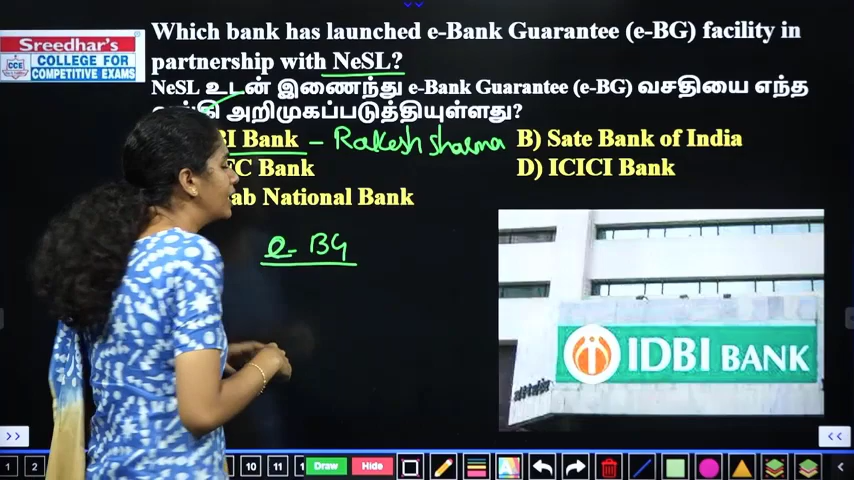 Which bank has launched e-Bank Guarantee (e-BG) facility in
Sreedhar's
CCE
COLLEGE FOR
COMPETITIVE EXAMS
partnership with NeSL?
NeSL உடன் இணைந்து e-Bank Guarantee (e-BG) வசதியை எந்த
அறிமுகப்படுத்தியுள்ளது?
BI Bank - Rakesh sharma B) Sate Bank of India
FC Bank D) ICICI Bank
ab National Bank
e-BG
IDBI BANK
>> <<
1 2 10 11 1 Draw Hide A